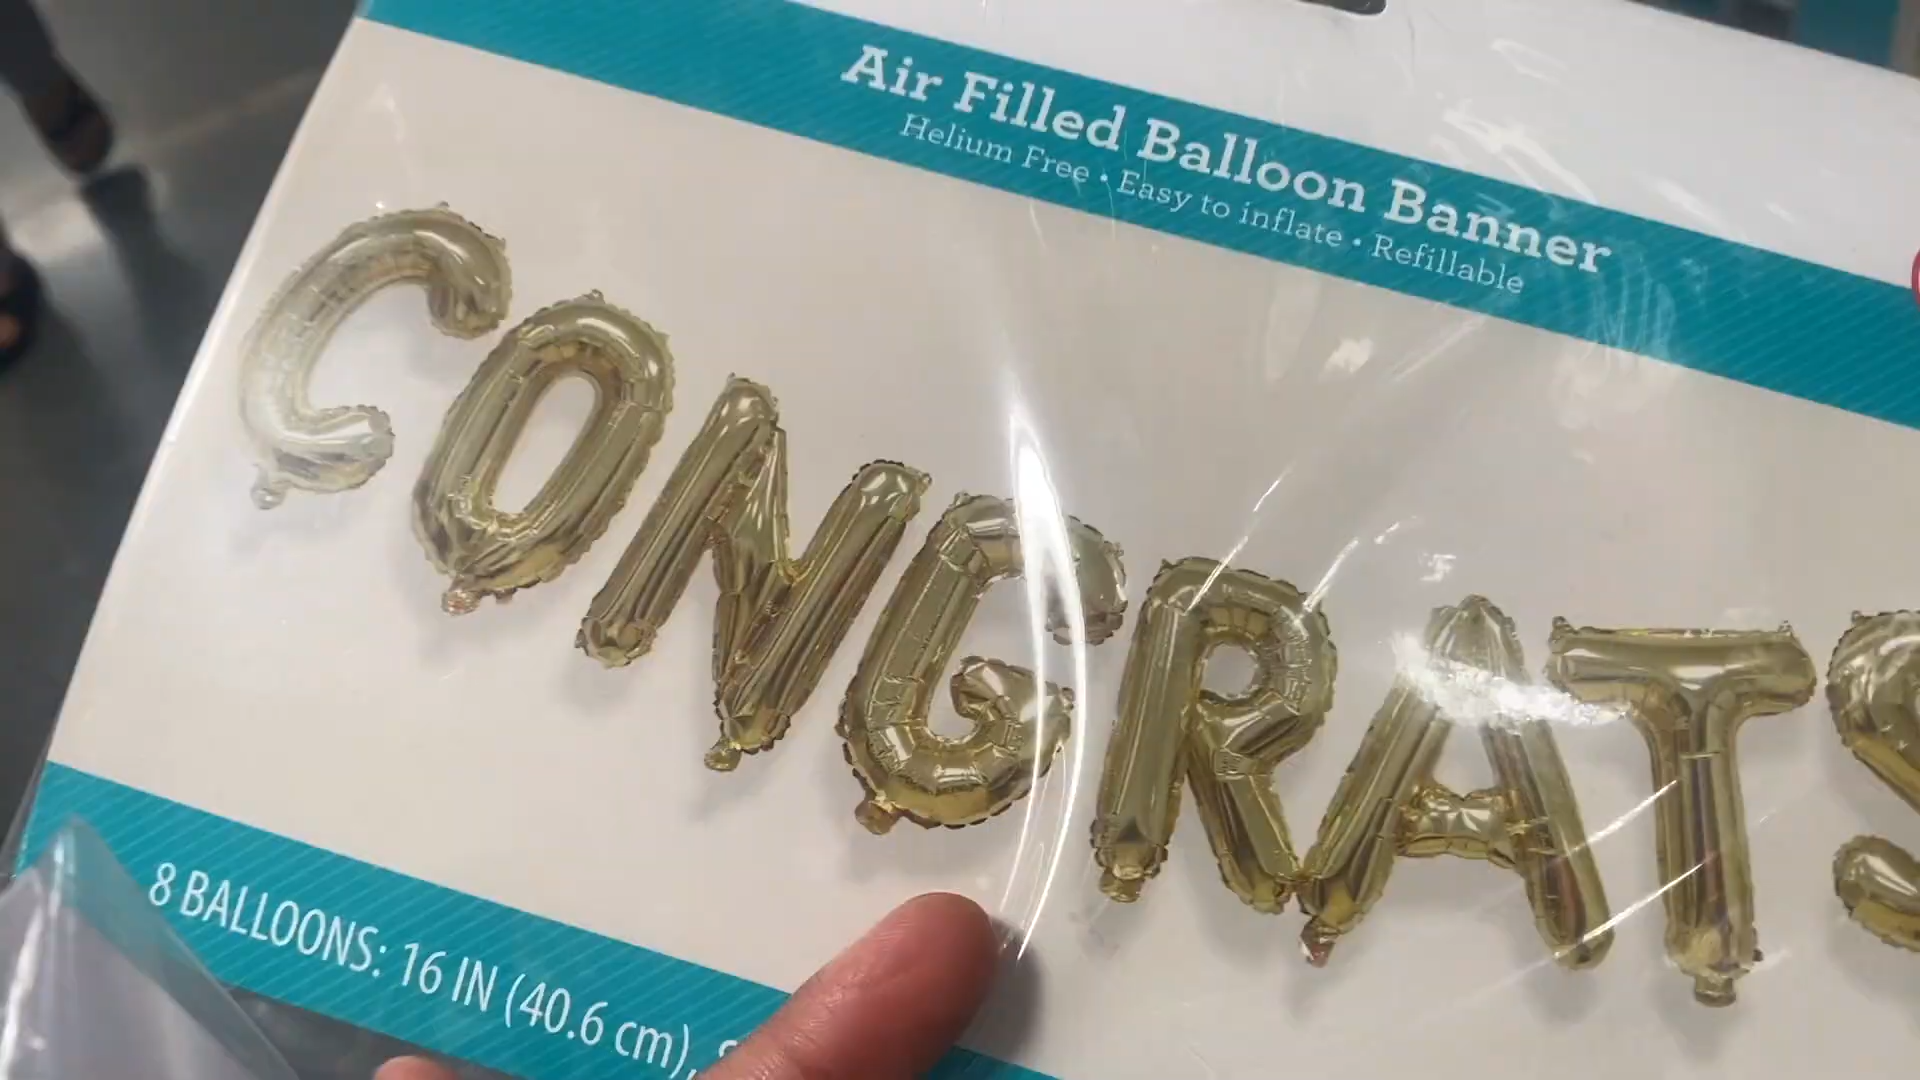 Air Filled Balloon Banner
Helium Free • Easy to inflate • Refillable
CONGRATS
8 BALLOONS: 16 IN (40.6 cm),